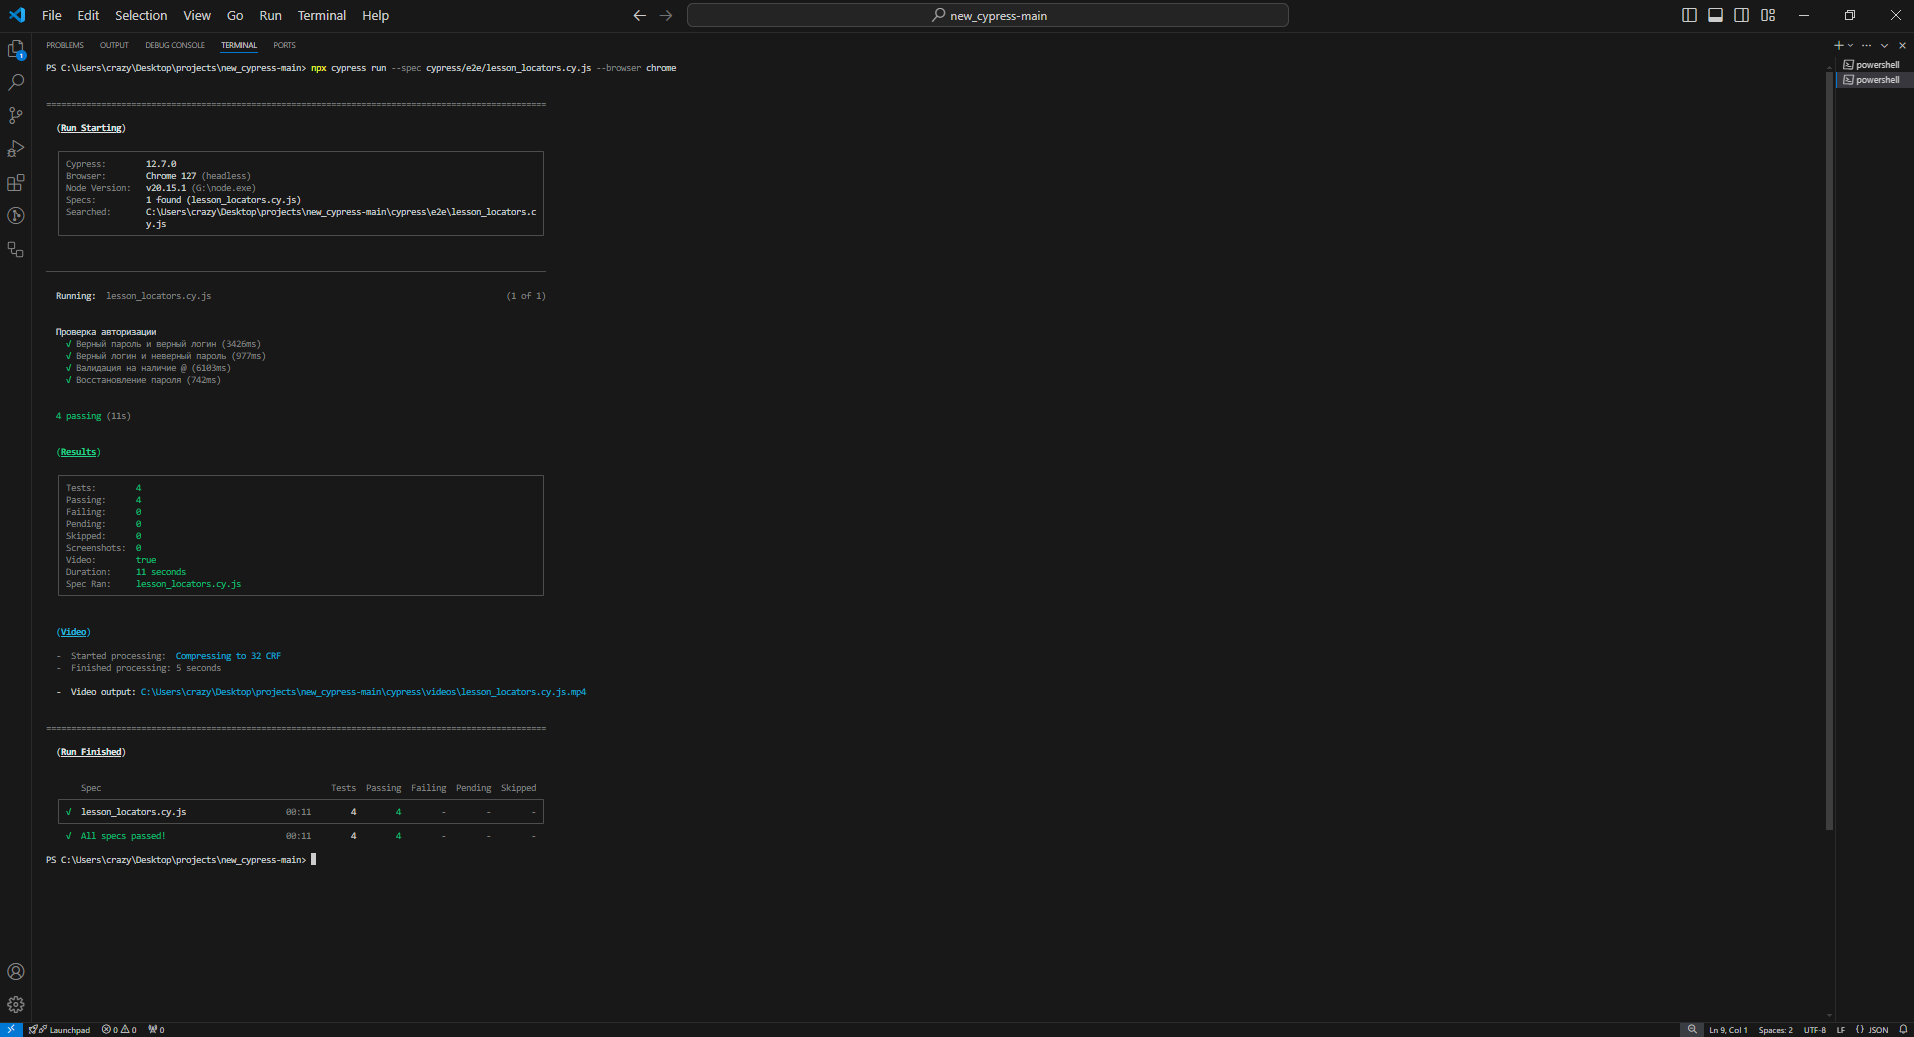 File Edit Selection View Go Run Terminal Help
new_cypress-main
PROBLEMS OUTPUT DEBUG CONSOLE TERMINAL PORTS
powershell
powershell
PS C:\Users\crazy\Desktop\projects\new_cypress-main> npx cypress run --spec cypress/e2e/lesson_locators.cy.js --browser chrome
====================================================================================================
(Run Starting)
Cypress: 12.7.0
Browser: Chrome 127 (headless)
Node Version: v20.15.1 (G:\node.exe)
Specs: 1 found (lesson_locators.cy.js)
Searched: C:\Users\crazy\Desktop\projects\new_cypress-main\cypress\e2e\lesson_locators.c
y.js
Running: lesson_locators.cy.js (1 of 1)
Проверка авторизации
√ Верный пароль и верный логин (3426ms)
√ Верный логин и неверный пароль (977ms)
√ Валидация на наличие @ (6103ms)
√ Восстановление пароля (742ms)
4 passing (11s)
(Results)
Tests: 4
Passing: 4
Failing: 0
Pending: 0
Skipped: 0
Screenshots: 0
Video: true
Duration: 11 seconds
Spec Ran: lesson_locators.cy.js
(Video)
- Started processing: Compressing to 32 CRF
- Finished processing: 5 seconds
- Video output: C:\Users\crazy\Desktop\projects\new_cypress-main\cypress\videos\lesson_locators.cy.js.mp4
====================================================================================================
(Run Finished)
Spec Tests Passing Failing Pending Skipped
√ lesson_locators.cy.js 00:11 4 4 - - -
√ All specs passed! 00:11 4 4 - - -
PS C:\Users\crazy\Desktop\projects\new_cypress-main>
1
Launchpad 0 0 0 Ln 9, Col 1 Spaces: 2 UTF-8 LF {} JSON